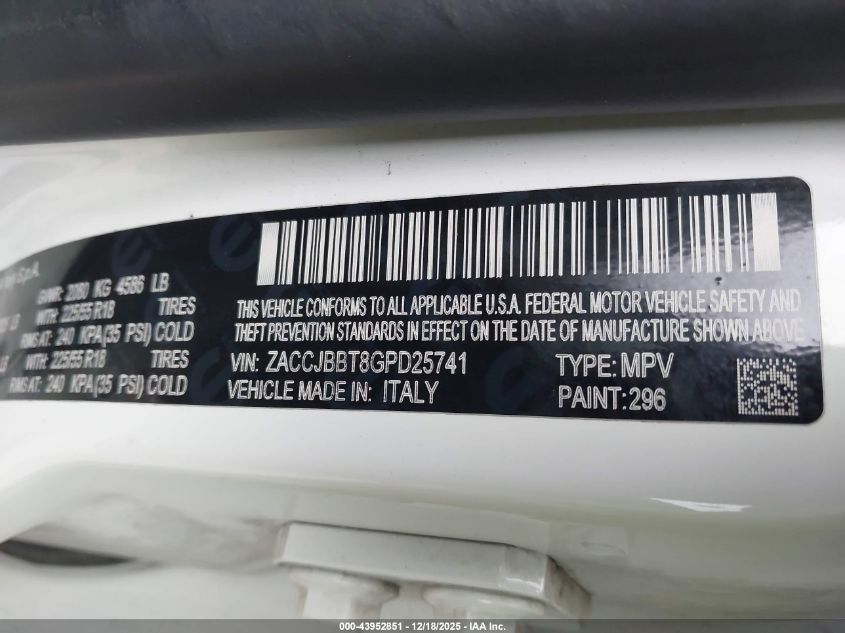 S.p.A.
GVWR: 2080 KG 4586 LB
WITH: 225/55 R18 TIRES
RIMS AT: 240 KPA(35 PSI) COLD
LB WITH: 225/55 R18 TIRES
RIMS AT: 240 KPA(35 PSI) COLD
THIS VEHICLE CONFORMS TO ALL APPLICABLE U.S.A. FEDERAL MOTOR VEHICLE SAFETY AND
THEFT PREVENTION STANDARDS IN EFFECT ON THE DATE OF MANUFACTURE SHOWN ABOVE
VIN: ZACCJBBT8GPD25741 TYPE: MPV
VEHICLE MADE IN: ITALY PAINT: 296
000-43952851 - 12/18/2025 - IAA Inc.